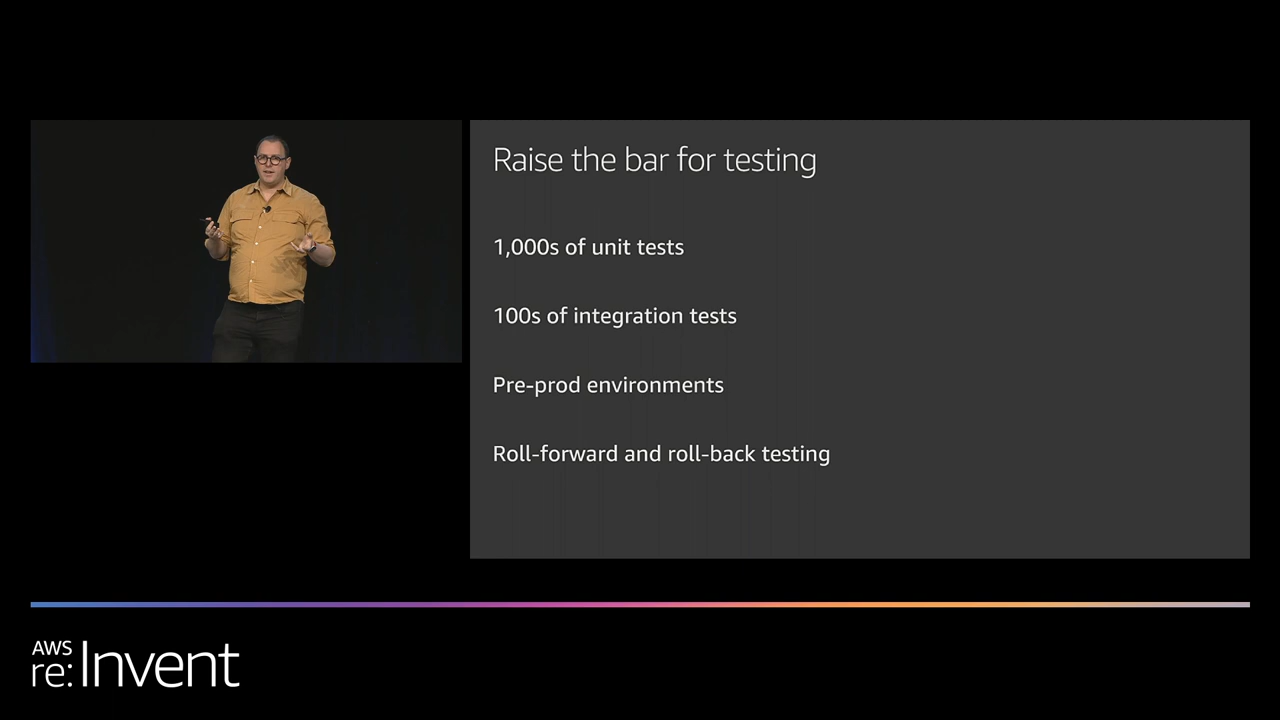 Raise the bar for testing
1,000s of unit tests
100s of integration tests
Pre-prod environments
Roll-forward and roll-back testing
AWS
re:Invent